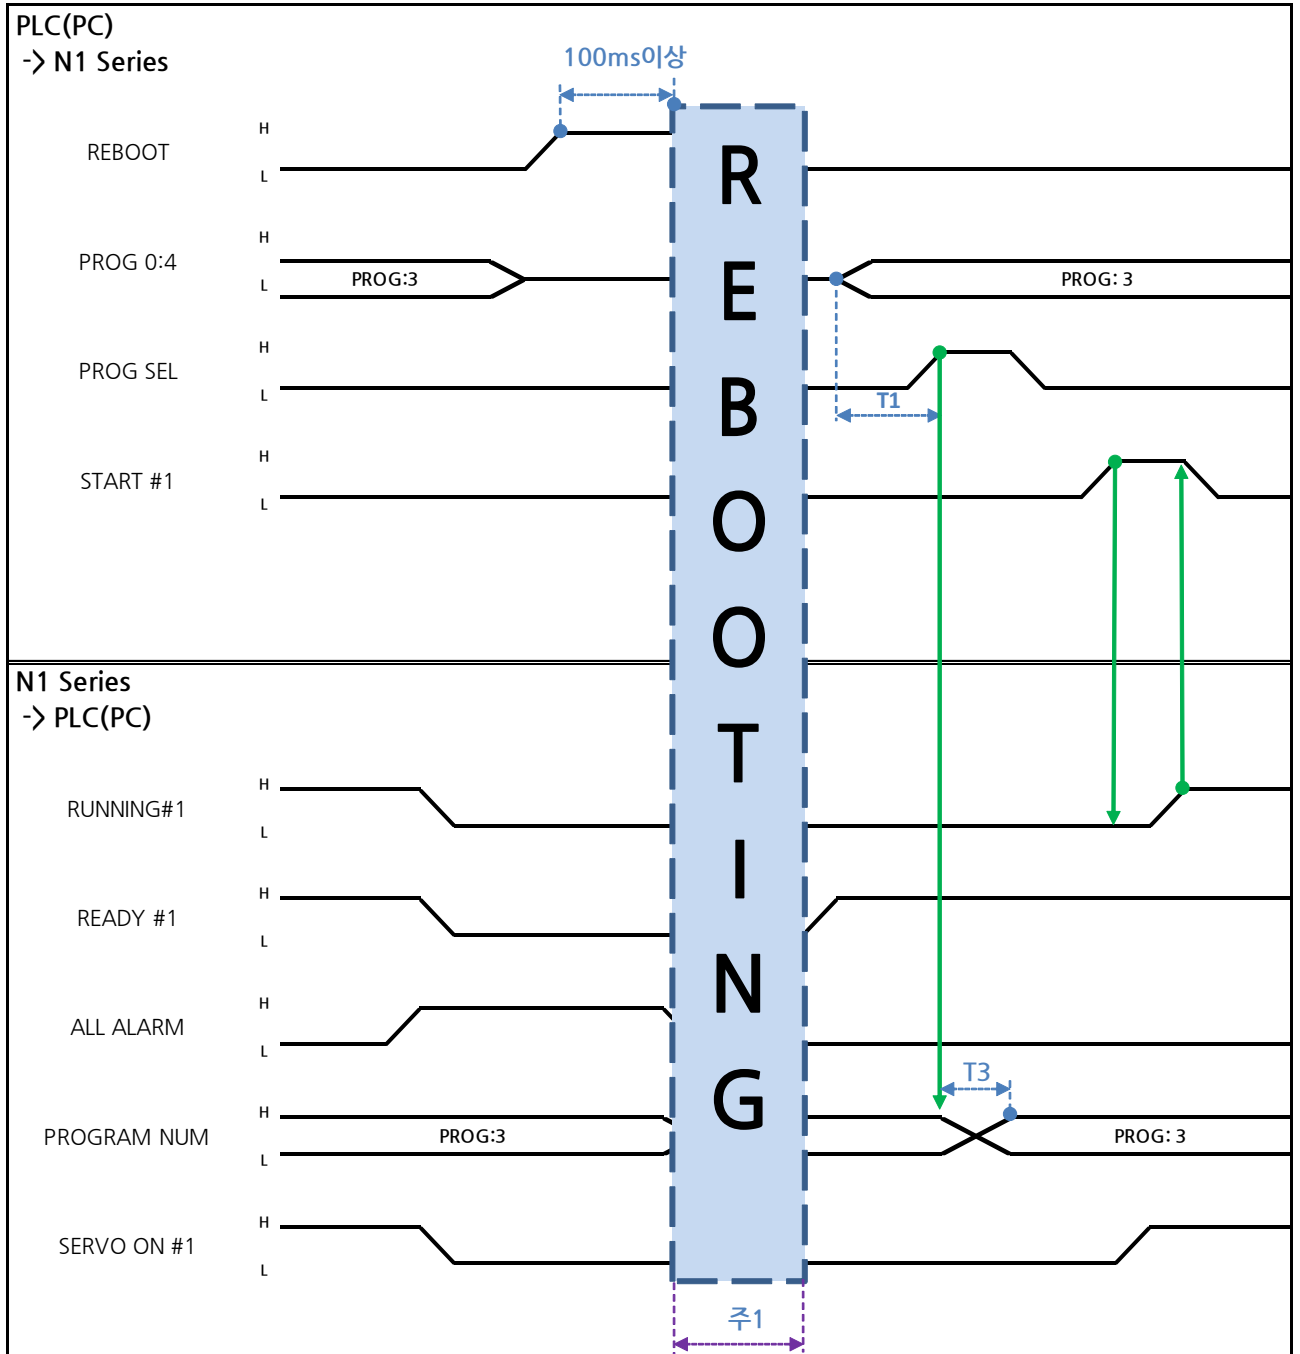 PLC(PC)
-> N1 Series
100ms이상
REBOOT
H
L
PROG 0:4
H
L
PROG:3
PROG: 3
PROG SEL
H
L
T1
START #1
H
L
REBOOTING
N1 Series
-> PLC(PC)
RUNNING#1
H
L
READY #1
H
L
ALL ALARM
H
L
T3
PROGRAM NUM
H
L
PROG:3
PROG: 3
SERVO ON #1
H
L
주1